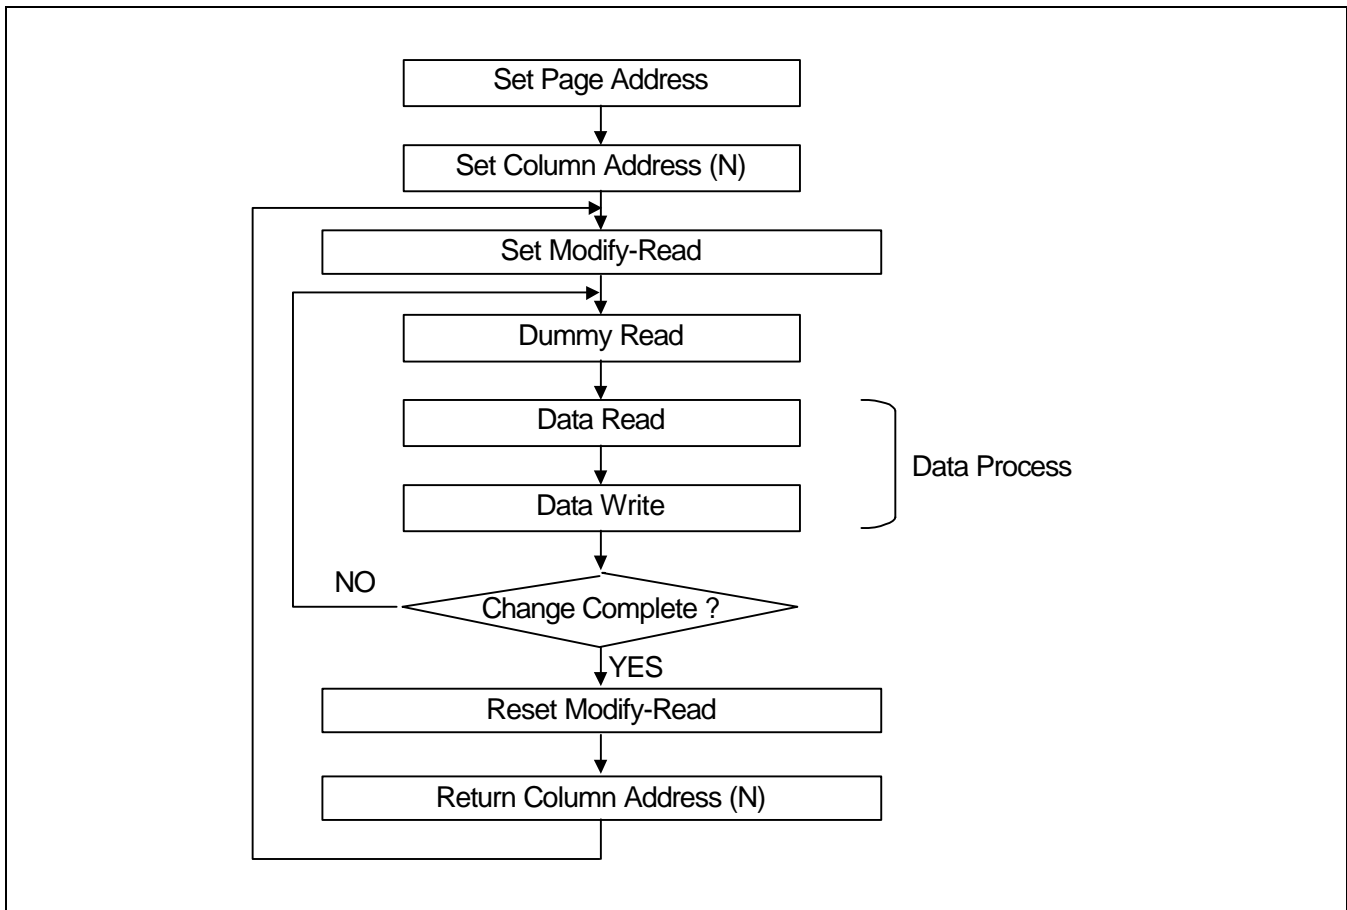 Set Page Address
Set Column Address (N)
Set Modify-Read
Dummy Read
Data Read
Data Process
Data Write
NO
Change Complete ?
YES
Reset Modify-Read
Return Column Address (N)